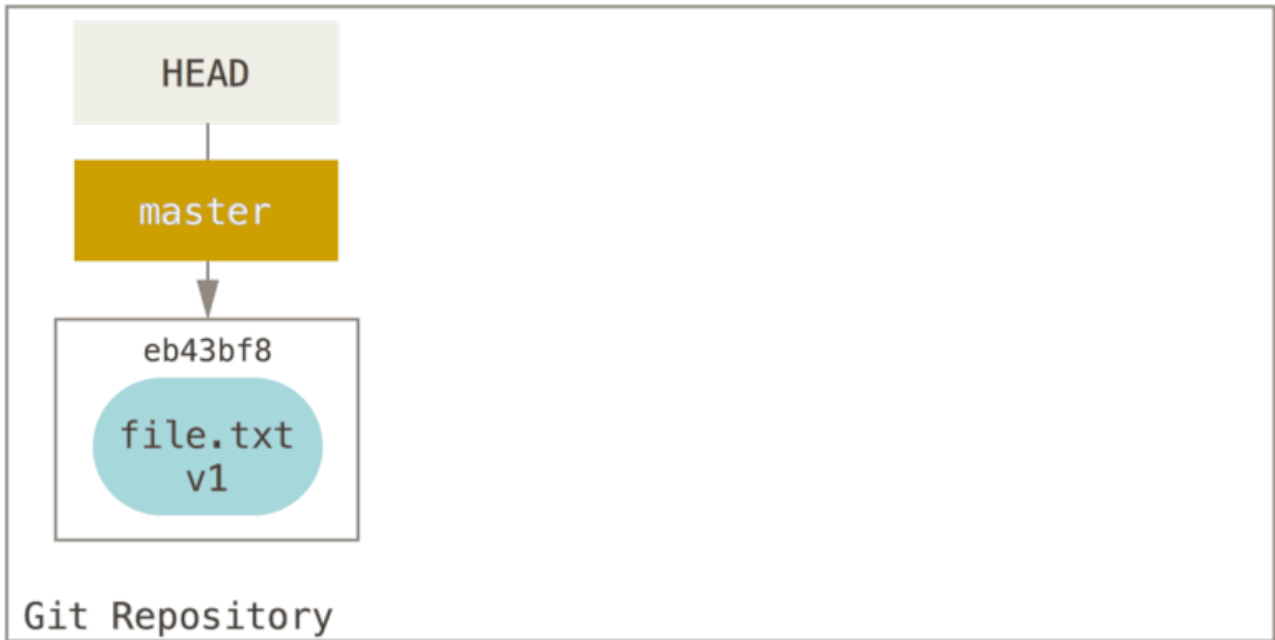 HEAD
master
eb43bf8
file.txt
v1
Git Repository